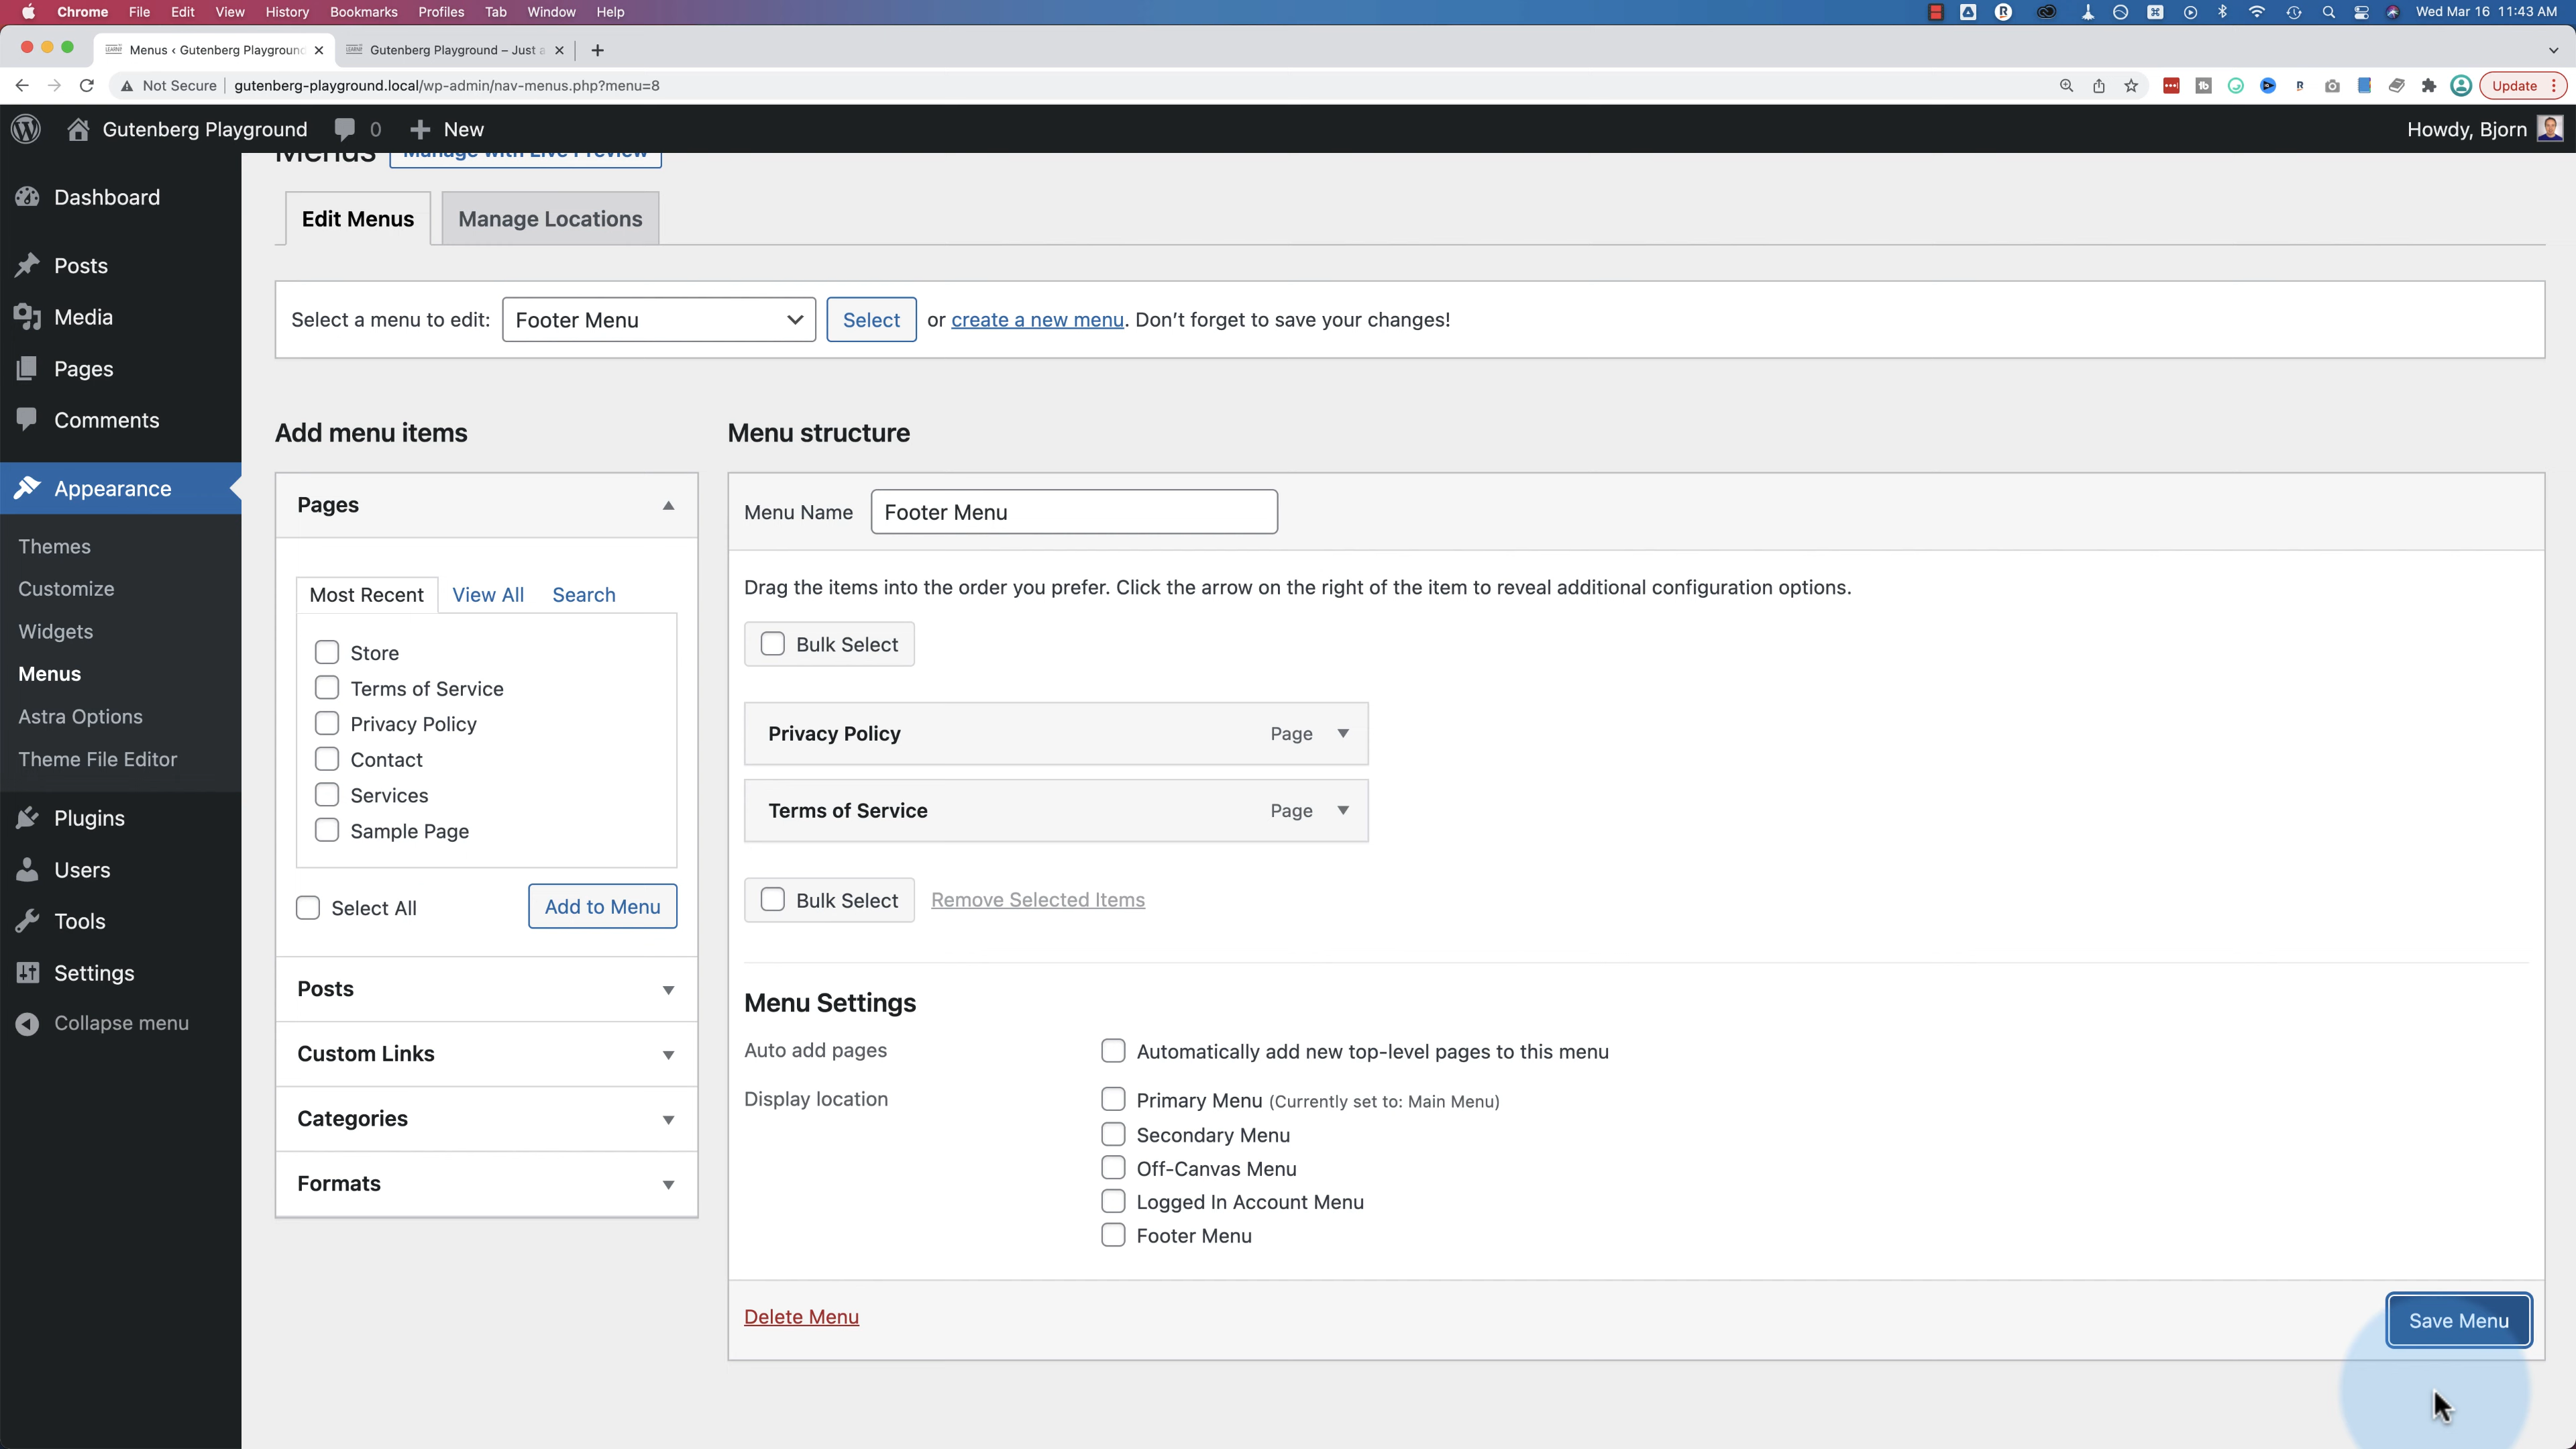 Chrome File Edit View History Bookmarks Profiles Tab Window Help Wed Mar 16 11:43 AM
Menus ‹ Gutenberg Playground Gutenberg Playground – Just a
Not Secure gutenberg-playground.local/wp-admin/nav-menus.php?menu=8 Update
Gutenberg Playground 0 New Howdy, Bjorn
Menus Manage with Live Preview
Edit Menus Manage Locations
Select a menu to edit: Footer Menu Select or create a new menu. Don’t forget to save your changes!
Dashboard
Posts
Media
Pages
Comments
Appearance
Themes
Customize
Widgets
Menus
Astra Options
Theme File Editor
Plugins
Users
Tools
Settings
Collapse menu
Add menu items
Pages
Most Recent View All Search
Store
Terms of Service
Privacy Policy
Contact
Services
Sample Page
Select All Add to Menu
Posts
Custom Links
Categories
Formats
Menu structure
Menu Name Footer Menu
Drag the items into the order you prefer. Click the arrow on the right of the item to reveal additional configuration options.
Bulk Select
Privacy Policy Page
Terms of Service Page
Bulk Select Remove Selected Items
Menu Settings
Auto add pages Automatically add new top-level pages to this menu
Display location Primary Menu (Currently set to: Main Menu)
Secondary Menu
Off-Canvas Menu
Logged In Account Menu
Footer Menu
Delete Menu Save Menu